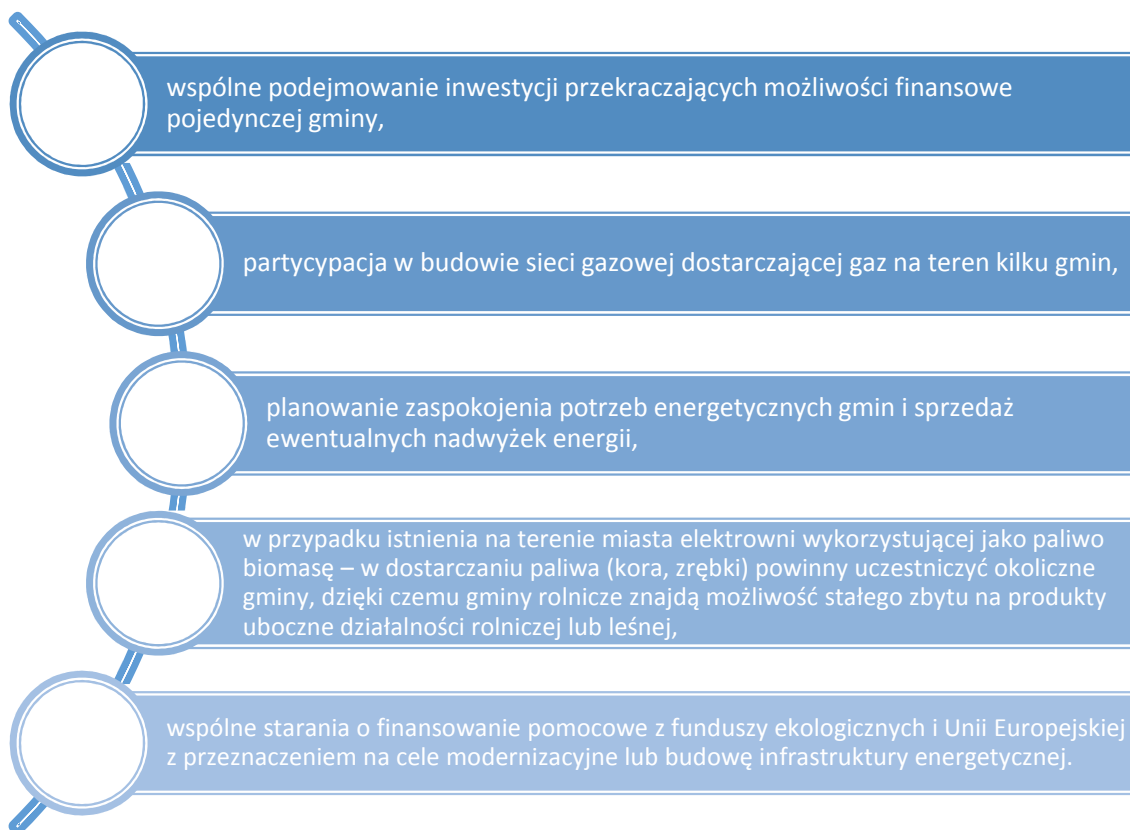 wspólne podejmowanie inwestycji przekraczających możliwości finansowe
pojedynczej gminy,
partycypacja w budowie sieci gazowej dostarczającej gaz na teren kilku gmin,
planowanie zaspokojenia potrzeb energetycznych gmin i sprzedaż
ewentualnych nadwyżek energii,
w przypadku istnienia na terenie miasta elektrowni wykorzystującej jako paliwo
biomasę – w dostarczaniu paliwa (kora, zrębki) powinny uczestniczyć okoliczne
gminy, dzięki czemu gminy rolnicze znajdą możliwość stałego zbytu na produkty
uboczne działalności rolniczej lub leśnej,
wspólne starania o finansowanie pomocowe z funduszy ekologicznych i Unii Europejskiej
z przeznaczeniem na cele modernizacyjne lub budowę infrastruktury energetycznej.